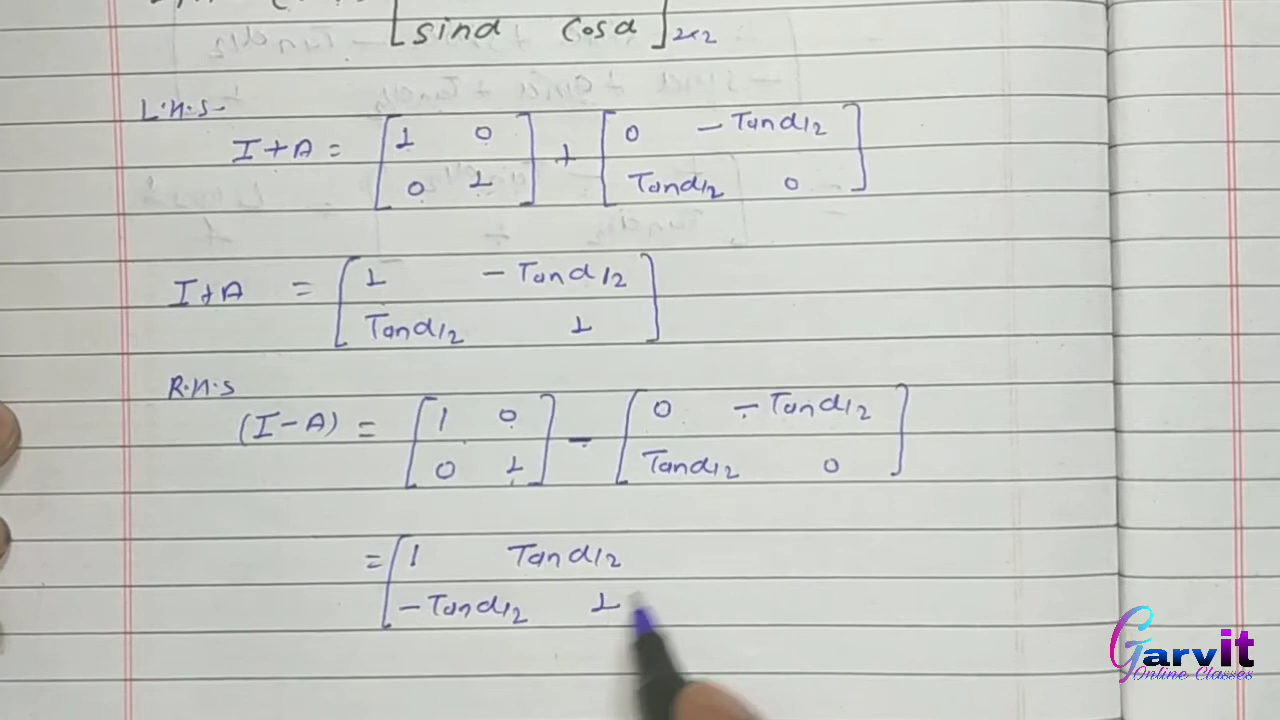 [sinα cosα]2×2
L.H.S-
I+A = [1 0 + [0 -Tanα/2
0 1] Tanα/2 0]
I+A = [1 -Tanα/2
Tanα/2 1]
R.H.S
(I-A) = [1 0 - [0 -Tanα/2
0 1] Tanα/2 0]
= [1 Tanα/2
-Tanα/2 1
Garvit
Online Classes